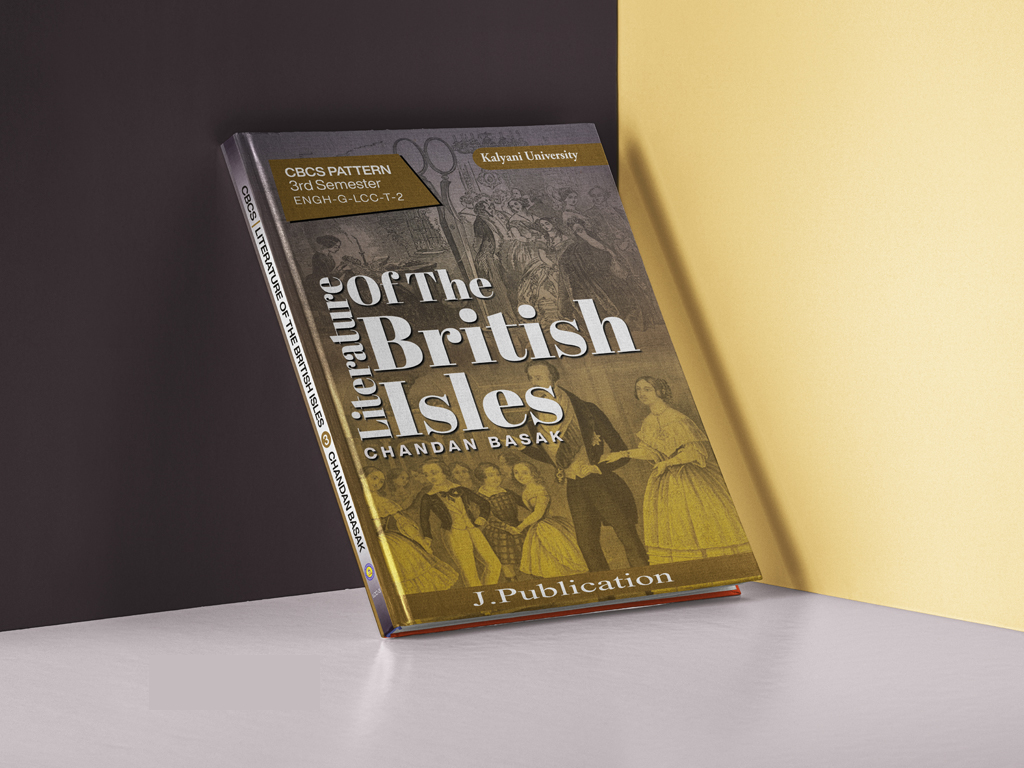 CBCS PATTERN
3rd Semester
ENGH-G-LCC-T-2
Kalyani University
Literature
Of The
British
Isles
CHANDAN BASAK
J.Publication
CBCS | LITERATURE OF THE BRITISH ISLES 3 CHANDAN BASAK